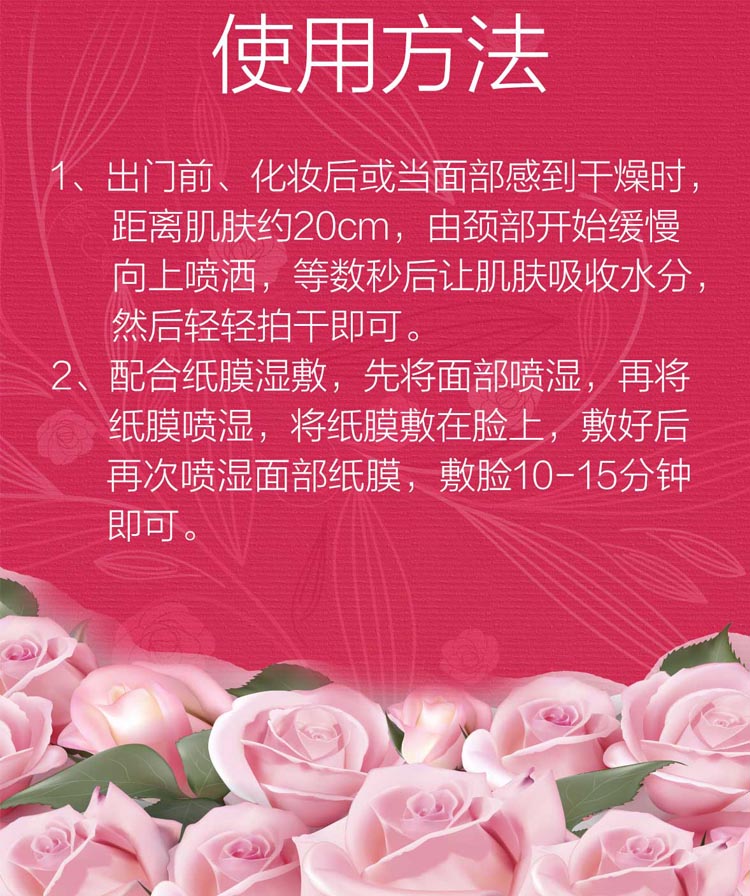 使用方法
1、出门前、化妆后或当面部感到干燥时，
距离肌肤约20cm，由颈部开始缓慢
向上喷洒，等数秒后让肌肤吸收水分，
然后轻轻拍干即可。
2、配合纸膜湿敷，先将面部喷湿，再将
纸膜喷湿，将纸膜敷在脸上，敷好后
再次喷湿面部纸膜，敷脸10-15分钟
即可。